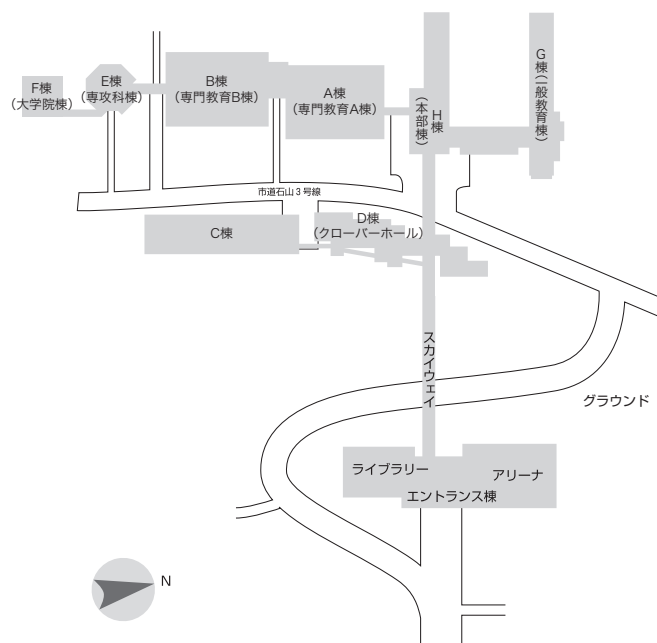 F棟
（大学院棟）
E棟
（専攻科棟）
B棟
（専門教育B棟）
A棟
（専門教育A棟）
H棟
（本部棟）
G棟（一般教育棟）
市道石山3号線
C棟
D棟
（クローバーホール）
スカイウェイ
グラウンド
ライブラリー
アリーナ
エントランス棟
N